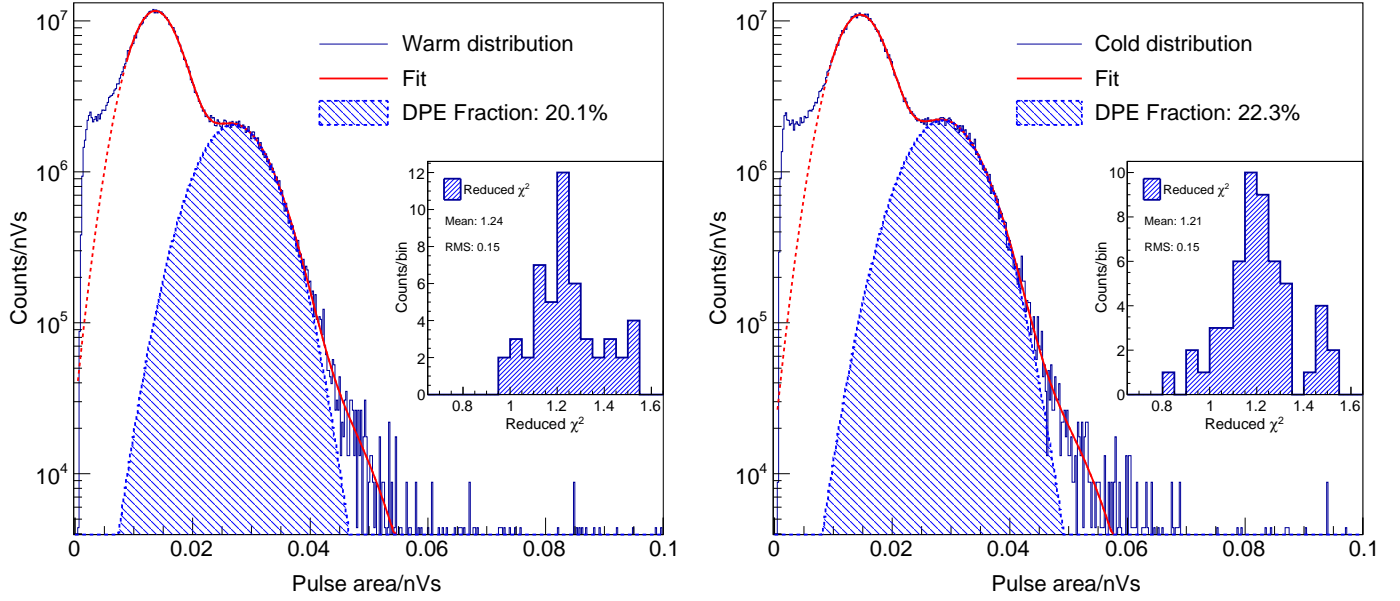 Counts/nVs
10⁷
10⁶
10⁵
10⁴
Warm distribution
Fit
DPE Fraction: 20.1%
Counts/bin
12
10
8
6
4
2
0
Reduced χ²
Mean: 1.24
RMS: 0.15
0.8 1 1.2 1.4 1.6
Reduced χ²
0 0.02 0.04 0.06 0.08 0.1
Pulse area/nVs
Counts/nVs
10⁷
10⁶
10⁵
10⁴
Cold distribution
Fit
DPE Fraction: 22.3%
Counts/bin
10
8
6
4
2
0
Reduced χ²
Mean: 1.21
RMS: 0.15
0.8 1 1.2 1.4 1.6
Reduced χ²
0 0.02 0.04 0.06 0.08 0.1
Pulse area/nVs